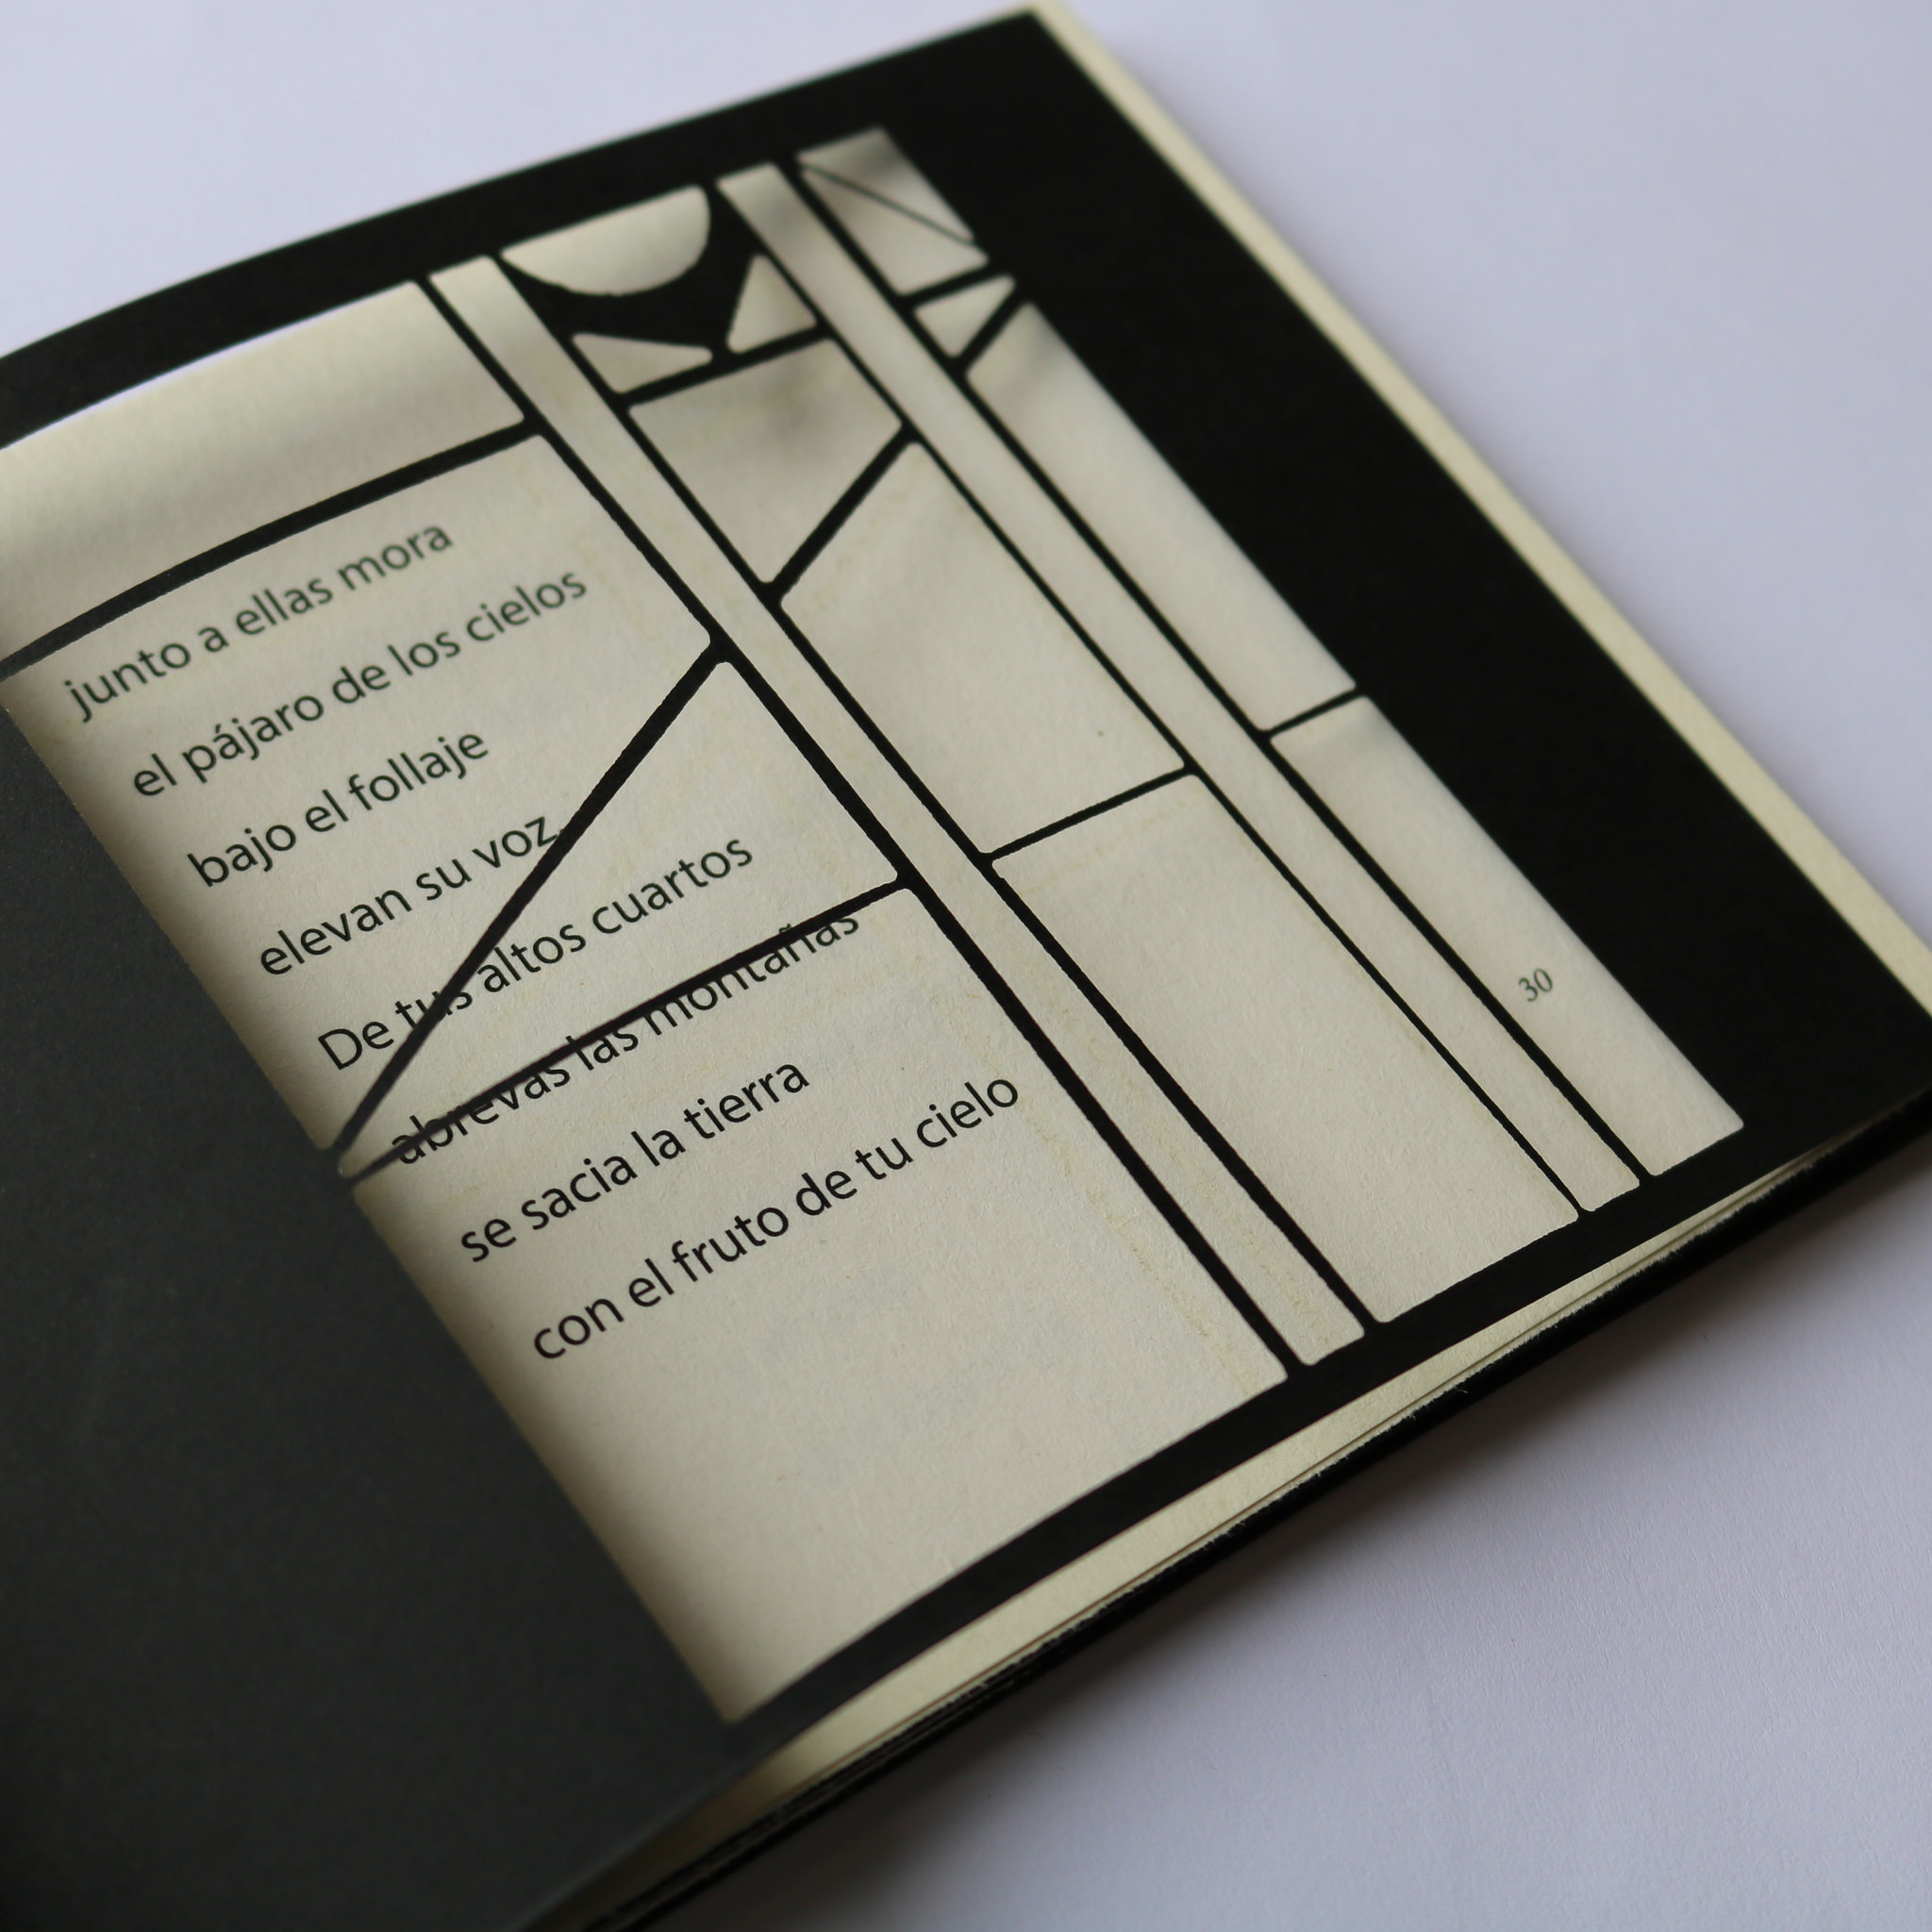 junto a ellas mora
el pájaro de los cielos
bajo el follaje
elevan su voz.
De tus altos cuartos
abrevas las montañas
se sacia la tierra
con el fruto de tu cielo
30